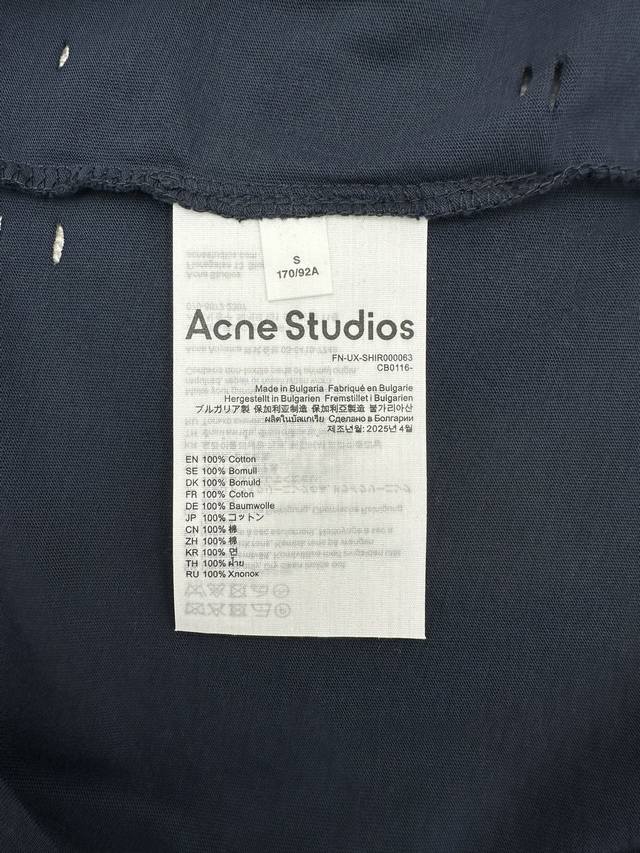 S
170/92A
Acne Studios
FN-UX-SHIR000063
CB0116-
Made in Bulgaria Fabriqué en Bulgarie
Hergestellt in Bulgarien Fremstillet i Bulgarien
ブルガリア製 保加利亚制造 保加利亞製造 불가리아산
ผลิตในบัลแกเรีย Сделано в Болгарии
제조년월: 2025년 4월
EN 100% Cotton
SE 100% Bomull
DK 100% Bomuld
FR 100% Coton
DE 100% Baumwolle
JP 100% コットン
CN 100% 棉
ZH 100% 棉
KR 100% 면
TH 100% ฝ้าย
RU 100% Хлопок